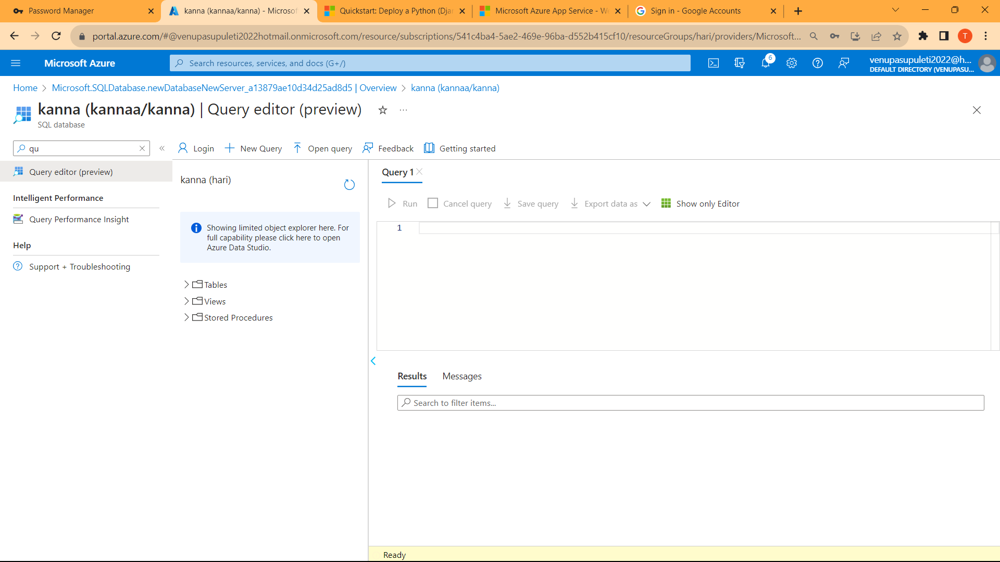 Password Manager
kanna (kannaa/kanna) - Microsof
Quickstart: Deploy a Python (Djan
Microsoft Azure App Service - We
Sign in - Google Accounts
portal.azure.com/#@venupasupuleti2022hotmail.onmicrosoft.com/resource/subscriptions/541c4ba4-5ae2-469e-96ba-d552b415cf10/resourceGroups/hari/providers/Microsoft...
T
Microsoft Azure
Search resources, services, and docs (G+/)
6
venupasupuleti2022@h...
DEFAULT DIRECTORY (VENUPASU...
Home > Microsoft.SQLDatabase.newDatabaseNewServer_a13879ae10d34d25ad8d5 | Overview > kanna (kannaa/kanna)
kanna (kannaa/kanna) | Query editor (preview) ...
SQL database
qu
Login
New Query
Open query
Feedback
Getting started
Query editor (preview)
Intelligent Performance
Query Performance Insight
Help
Support + Troubleshooting
kanna (hari)
Showing limited object explorer here. For
full capability please click here to open
Azure Data Studio.
Tables
Views
Stored Procedures
Query 1
Run
Cancel query
Save query
Export data as
Show only Editor
1
Results
Messages
Search to filter items...
Ready